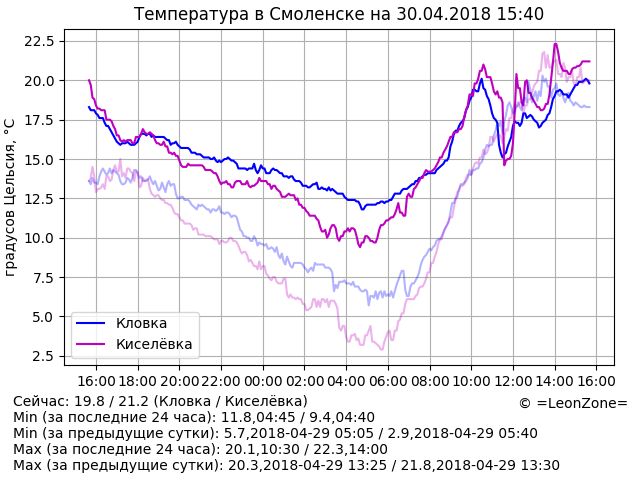 Температура в Смоленске на 30.04.2018 15:40
градусов Цельсия, °C
22.5
20.0
17.5
15.0
12.5
10.0
7.5
5.0
2.5
Кловка
Киселёвка
16:00 18:00 20:00 22:00 00:00 02:00 04:00 06:00 08:00 10:00 12:00 14:00 16:00
Сейчас: 19.8 / 21.2 (Кловка / Киселёвка)
© =LeonZone=
Min (за последние 24 часа): 11.8,04:45 / 9.4,04:40
Min (за предыдущие сутки): 5.7,2018-04-29 05:05 / 2.9,2018-04-29 05:40
Max (за последние 24 часа): 20.1,10:30 / 22.3,14:00
Max (за предыдущие сутки): 20.3,2018-04-29 13:25 / 21.8,2018-04-29 13:30